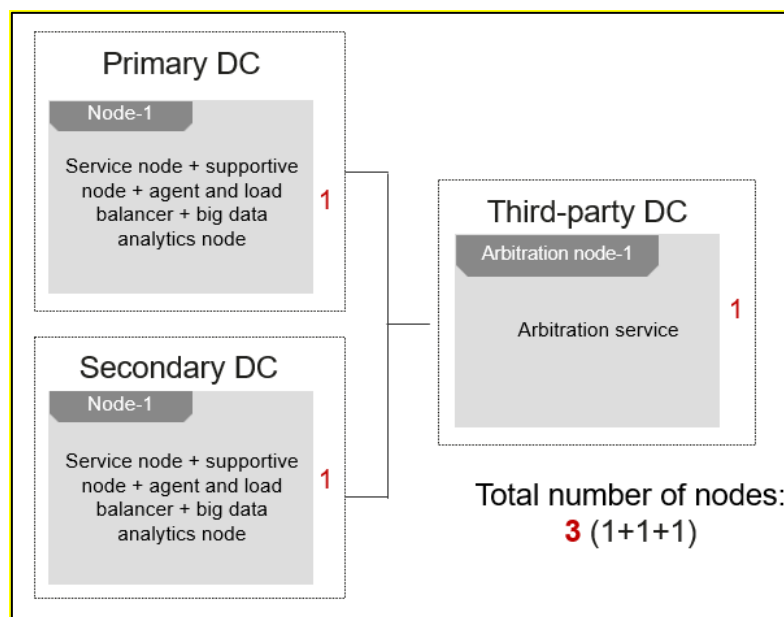 Primary DC
Node-1
Service node + supportive
node + agent and load
balancer + big data
analytics node
1
Secondary DC
Node-1
Service node + supportive
node + agent and load
balancer + big data
analytics node
1
Third-party DC
Arbitration node-1
Arbitration service
1
Total number of nodes:
3 (1+1+1)